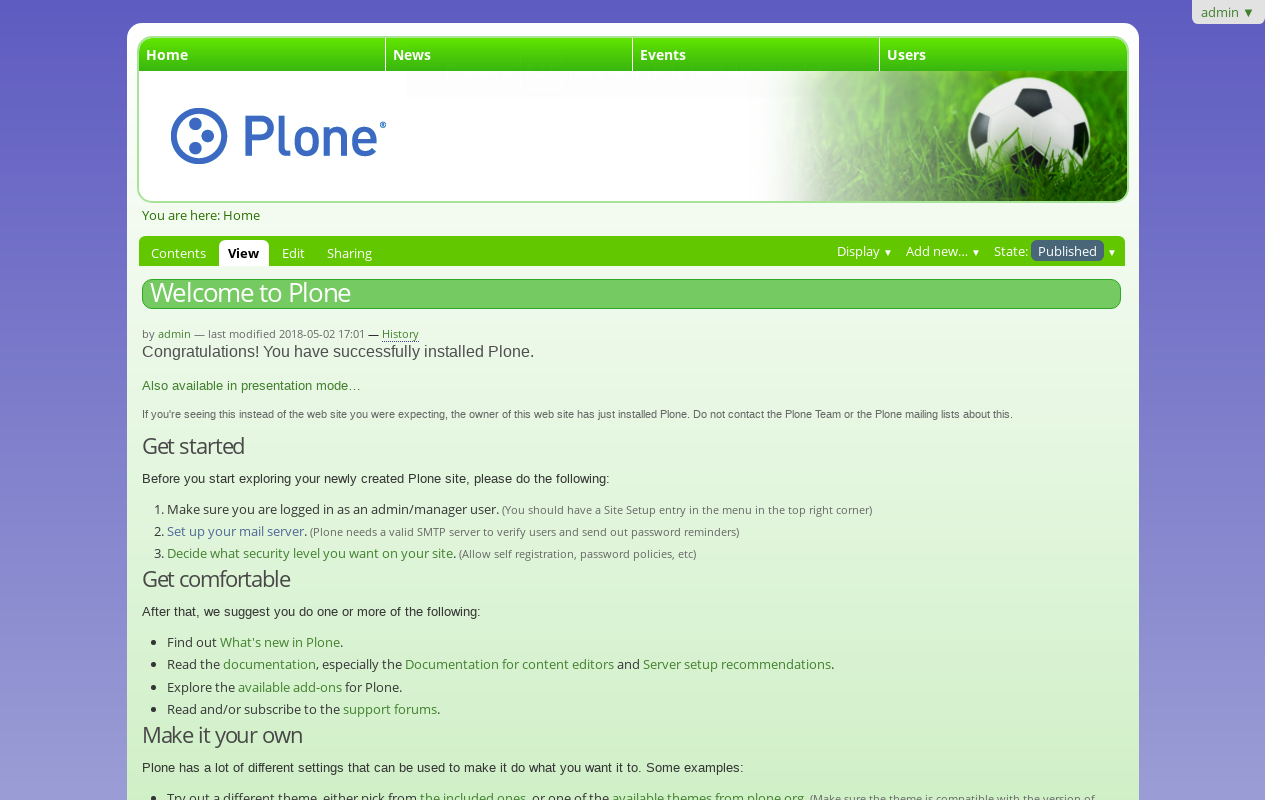 admin ▼
Home News Events Users
Plone®
You are here: Home
Contents View Edit Sharing Display ▼ Add new… ▼ State: Published ▼
Welcome to Plone
by admin — last modified 2018-05-02 17:01 — History
Congratulations! You have successfully installed Plone.
Also available in presentation mode…
If you're seeing this instead of the web site you were expecting, the owner of this web site has just installed Plone. Do not contact the Plone Team or the Plone mailing lists about this.
Get started
Before you start exploring your newly created Plone site, please do the following:
1. Make sure you are logged in as an admin/manager user. (You should have a Site Setup entry in the menu in the top right corner)
2. Set up your mail server. (Plone needs a valid SMTP server to verify users and send out password reminders)
3. Decide what security level you want on your site. (Allow self registration, password policies, etc)
Get comfortable
After that, we suggest you do one or more of the following:
• Find out What's new in Plone.
• Read the documentation, especially the Documentation for content editors and Server setup recommendations.
• Explore the available add-ons for Plone.
• Read and/or subscribe to the support forums.
Make it your own
Plone has a lot of different settings that can be used to make it do what you want it to. Some examples:
• Try out a different theme, either pick from the included ones, or one of the available themes from plone.org. (Make sure the theme is compatible with the version of